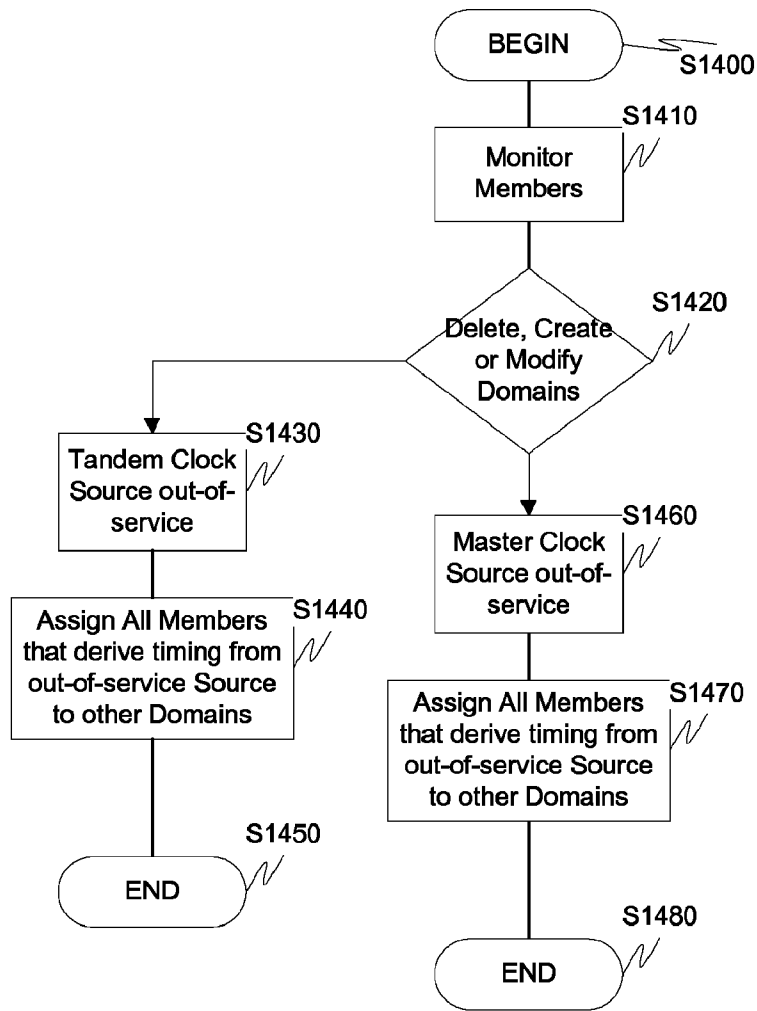 BEGIN
S1400
S1410
Monitor
Members
S1420
Delete, Create
or Modify
Domains
S1430
Tandem Clock
Source out-of-
service
S1440
Assign All Members
that derive timing from
out-of-service Source
to other Domains
S1450
END
S1460
Master Clock
Source out-of-
service
S1470
Assign All Members
that derive timing from
out-of-service Source
to other Domains
S1480
END